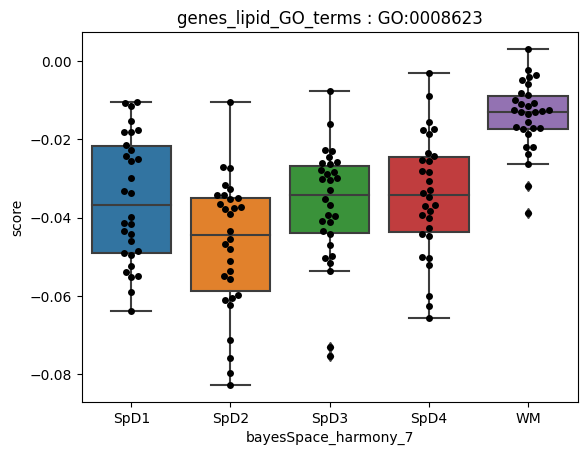 genes_lipid_GO_terms : GO:0008623
0.00
−0.02
−0.04
−0.06
−0.08
score
SpD1 SpD2 SpD3 SpD4 WM
bayesSpace_harmony_7